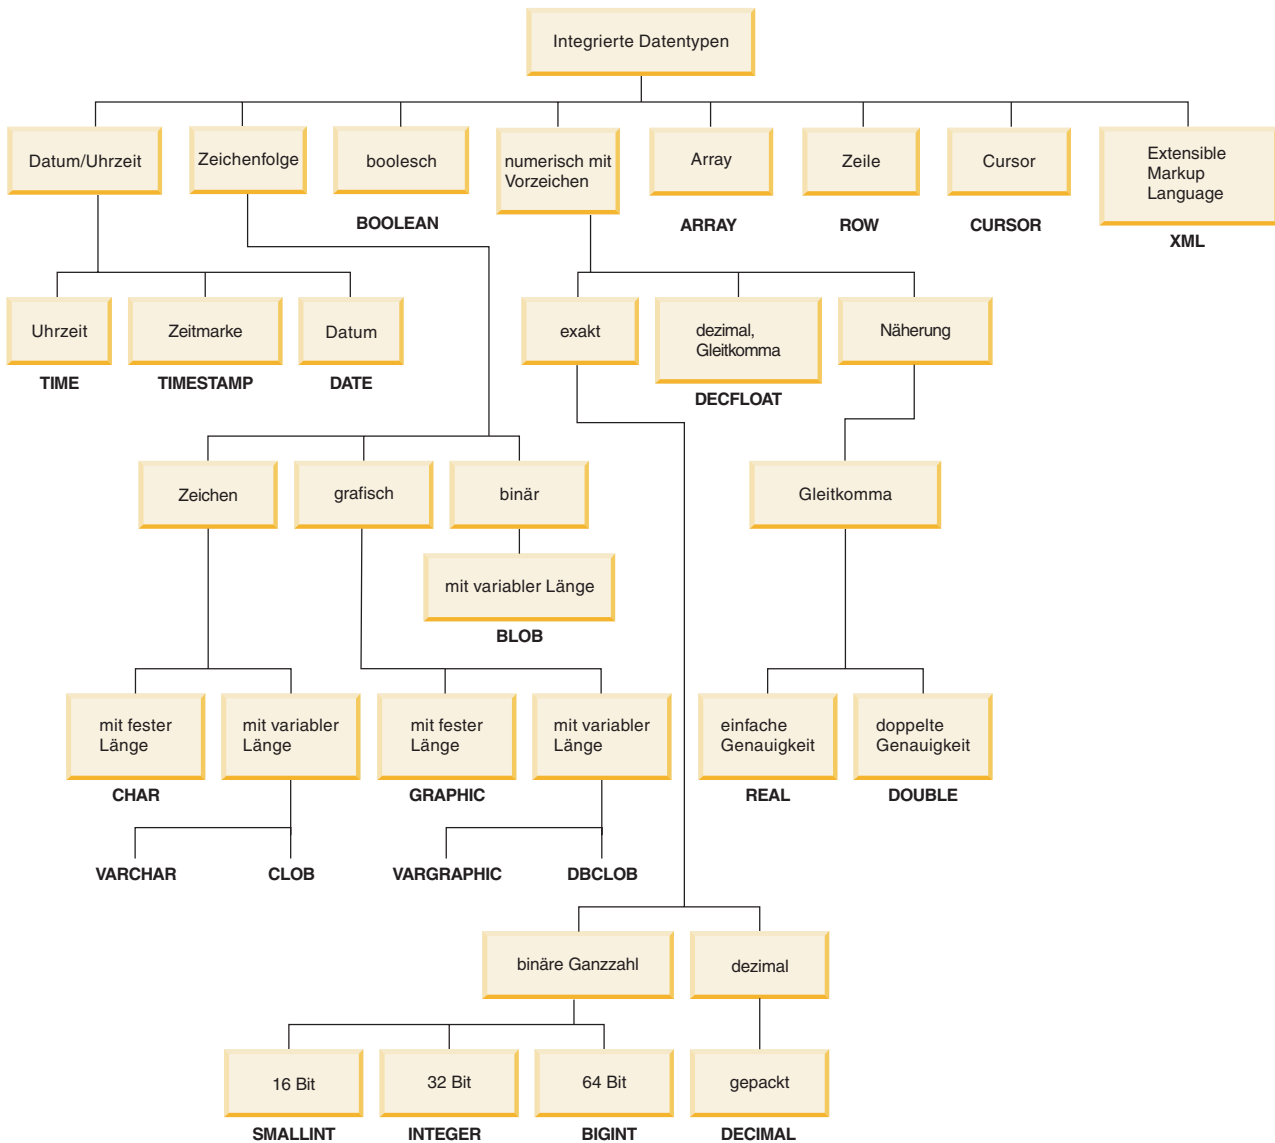 Integrierte Datentypen
Datum/Uhrzeit
Zeichenfolge
boolesch
BOOLEAN
numerisch mit
Vorzeichen
Array
ARRAY
Zeile
ROW
Cursor
CURSOR
Extensible
Markup
Language
XML
Uhrzeit
TIME
Zeitmarke
TIMESTAMP
Datum
DATE
exakt
dezimal,
Gleitkomma
DECFLOAT
Näherung
Zeichen
grafisch
binär
Gleitkomma
mit variabler Länge
BLOB
mit fester
Länge
CHAR
mit variabler
Länge
mit fester
Länge
GRAPHIC
mit variabler
Länge
einfache
Genauigkeit
REAL
doppelte
Genauigkeit
DOUBLE
VARCHAR
CLOB
VARGRAPHIC
DBCLOB
binäre Ganzzahl
dezimal
16 Bit
SMALLINT
32 Bit
INTEGER
64 Bit
BIGINT
gepackt
DECIMAL